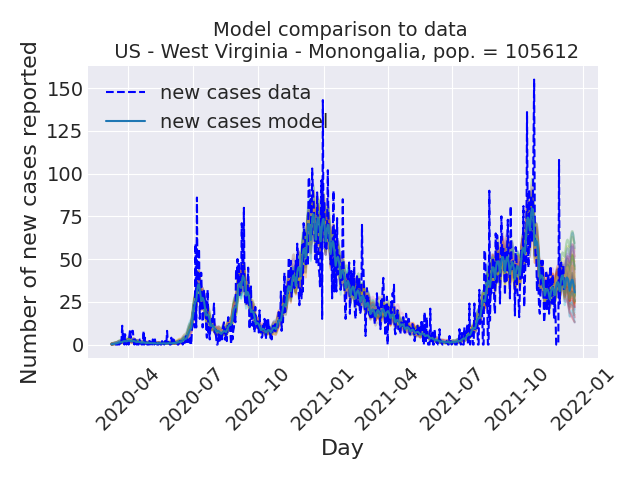 Model comparison to data
US - West Virginia - Monongalia, pop. = 105612
Number of new cases reported
150
125
100
75
50
25
0
new cases data
new cases model
2020-04
2020-07
2020-10
2021-01
2021-04
2021-07
2021-10
2022-01
Day